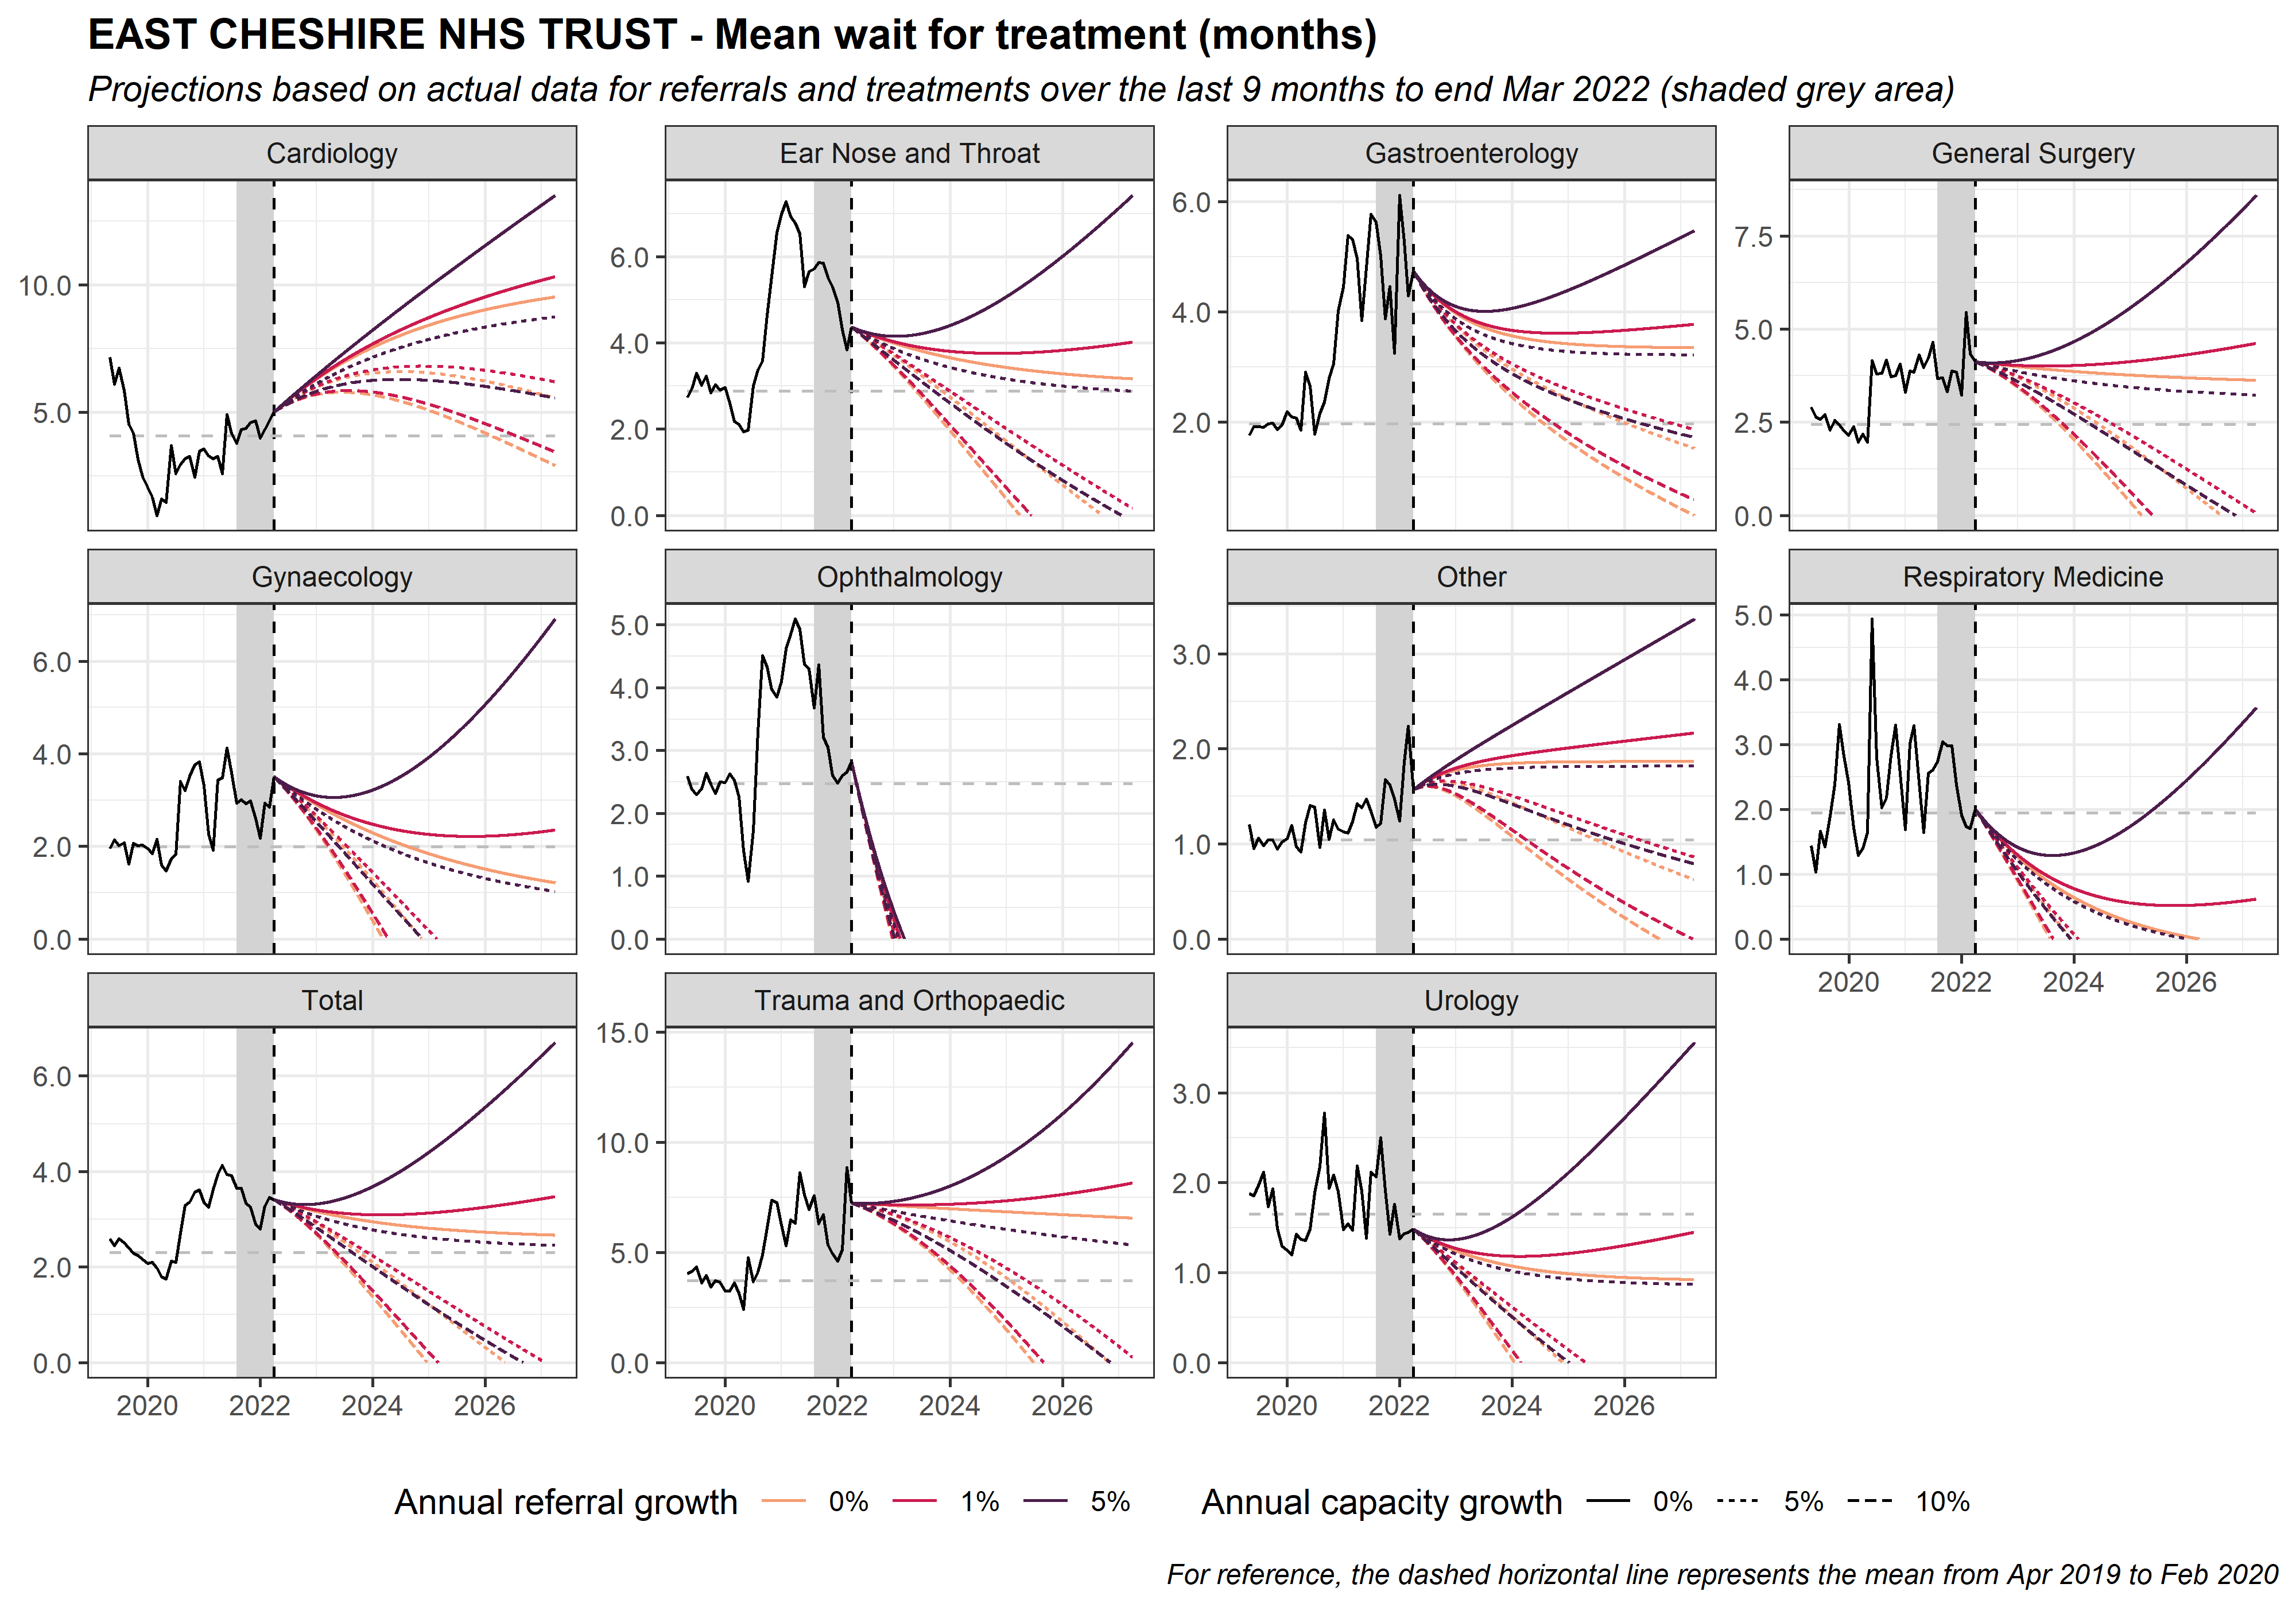 EAST CHESHIRE NHS TRUST - Mean wait for treatment (months)
Projections based on actual data for referrals and treatments over the last 9 months to end Mar 2022 (shaded grey area)
Cardiology
Ear Nose and Throat
Gastroenterology
General Surgery
10.0
5.0
6.0
4.0
2.0
0.0
6.0
4.0
2.0
7.5
5.0
2.5
0.0
Gynaecology
Ophthalmology
Other
Respiratory Medicine
6.0
4.0
2.0
0.0
5.0
4.0
3.0
2.0
1.0
0.0
3.0
2.0
1.0
0.0
5.0
4.0
3.0
2.0
1.0
0.0
2020 2022 2024 2026
Total
Trauma and Orthopaedic
Urology
6.0
4.0
2.0
0.0
15.0
10.0
5.0
0.0
3.0
2.0
1.0
0.0
2020 2022 2024 2026
2020 2022 2024 2026
2020 2022 2024 2026
Annual referral growth 0% 1% 5%
Annual capacity growth 0% 5% 10%
For reference, the dashed horizontal line represents the mean from Apr 2019 to Feb 2020